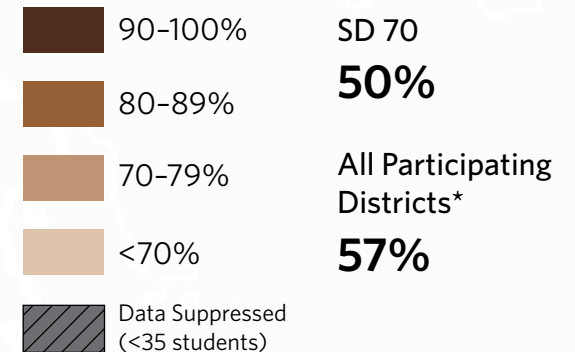 90–100%
80–89%
70–79%
<70%
Data Suppressed
(<35 students)
SD 70
50%
All Participating
Districts*
57%